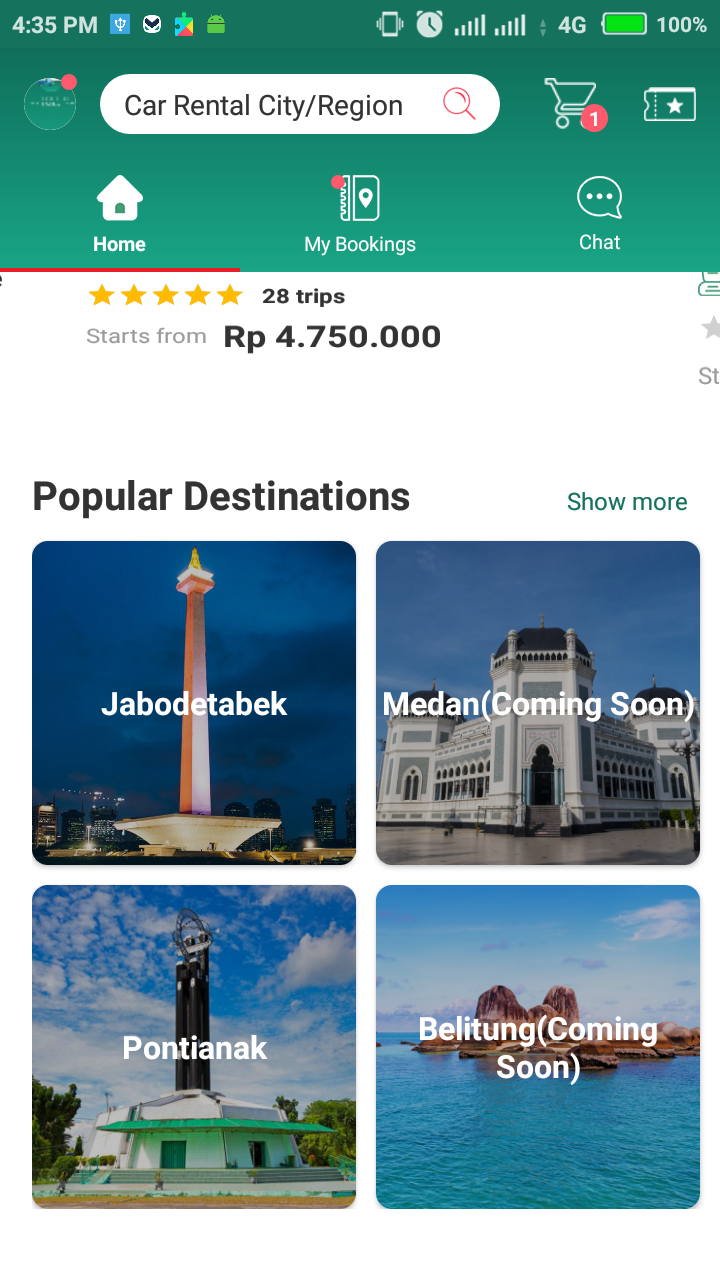 4:35 PM 4G 100%
Car Rental City/Region
1
Home
My Bookings
Chat
28 trips
Starts from Rp 4.750.000
St
Popular Destinations
Show more
Jabodetabek
Medan(Coming Soon)
Pontianak
Belitung(Coming
Soon)